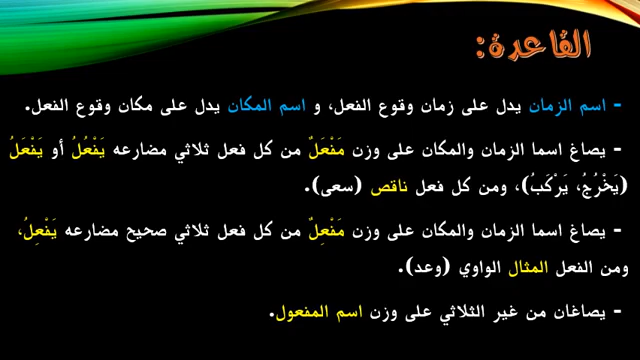 القاعدة:
- اسم الزمان يدل على زمان وقوع الفعل، و اسم المكان يدل على مكان وقوع الفعل.
- يصاغ اسما الزمان والمكان على وزن مَفْعَلٌ من كل فعل ثلاثي مضارعه يَفْعُلُ أو يَفْعَلُ
(يَخْرُجُ، يَرْكَبُ)، ومن كل فعل ناقص (سعى).
- يصاغ اسما الزمان والمكان على وزن مَفْعِلٌ من كل فعل ثلاثي صحيح مضارعه يَفْعِلُ،
ومن الفعل المثال الواوي (وعد).
- يصاغان من غير الثلاثي على وزن اسم المفعول.